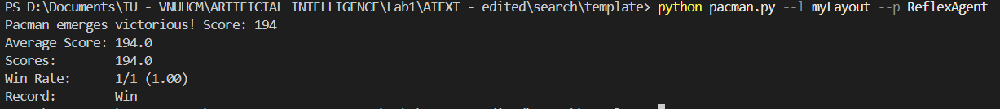 PS D:\Documents\IU - VNUHCM\ARTIFICIAL INTELLIGENCE\Lab1\AIEXT - edited\search\template> python pacman.py --l myLayout --p ReflexAgent
Pacman emerges victorious! Score: 194
Average Score: 194.0
Scores:        194.0
Win Rate:      1/1 (1.00)
Record:        Win